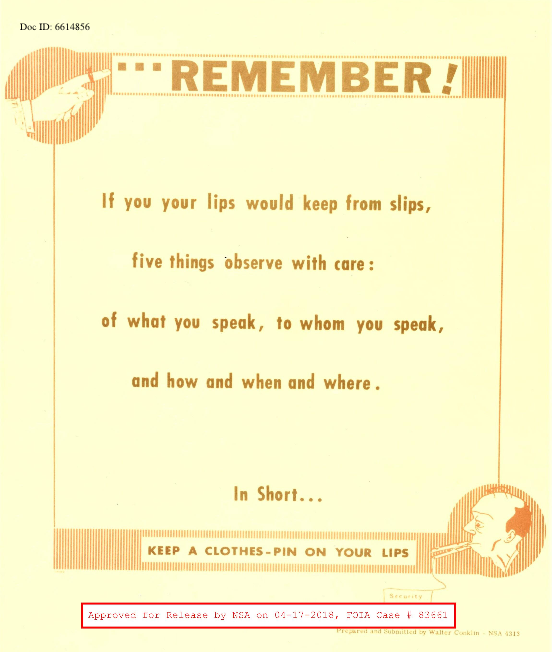 Doc ID: 6614856
...REMEMBER!
If you your lips would keep from slips,
five things observe with care:
of what you speak, to whom you speak,
and how and when and where.
In Short...
KEEP A CLOTHES-PIN ON YOUR LIPS
Security
Approved for Release by NSA on 04-17-2018, FOIA Case # 83661
Prepared and Submitted by Walter - NSA